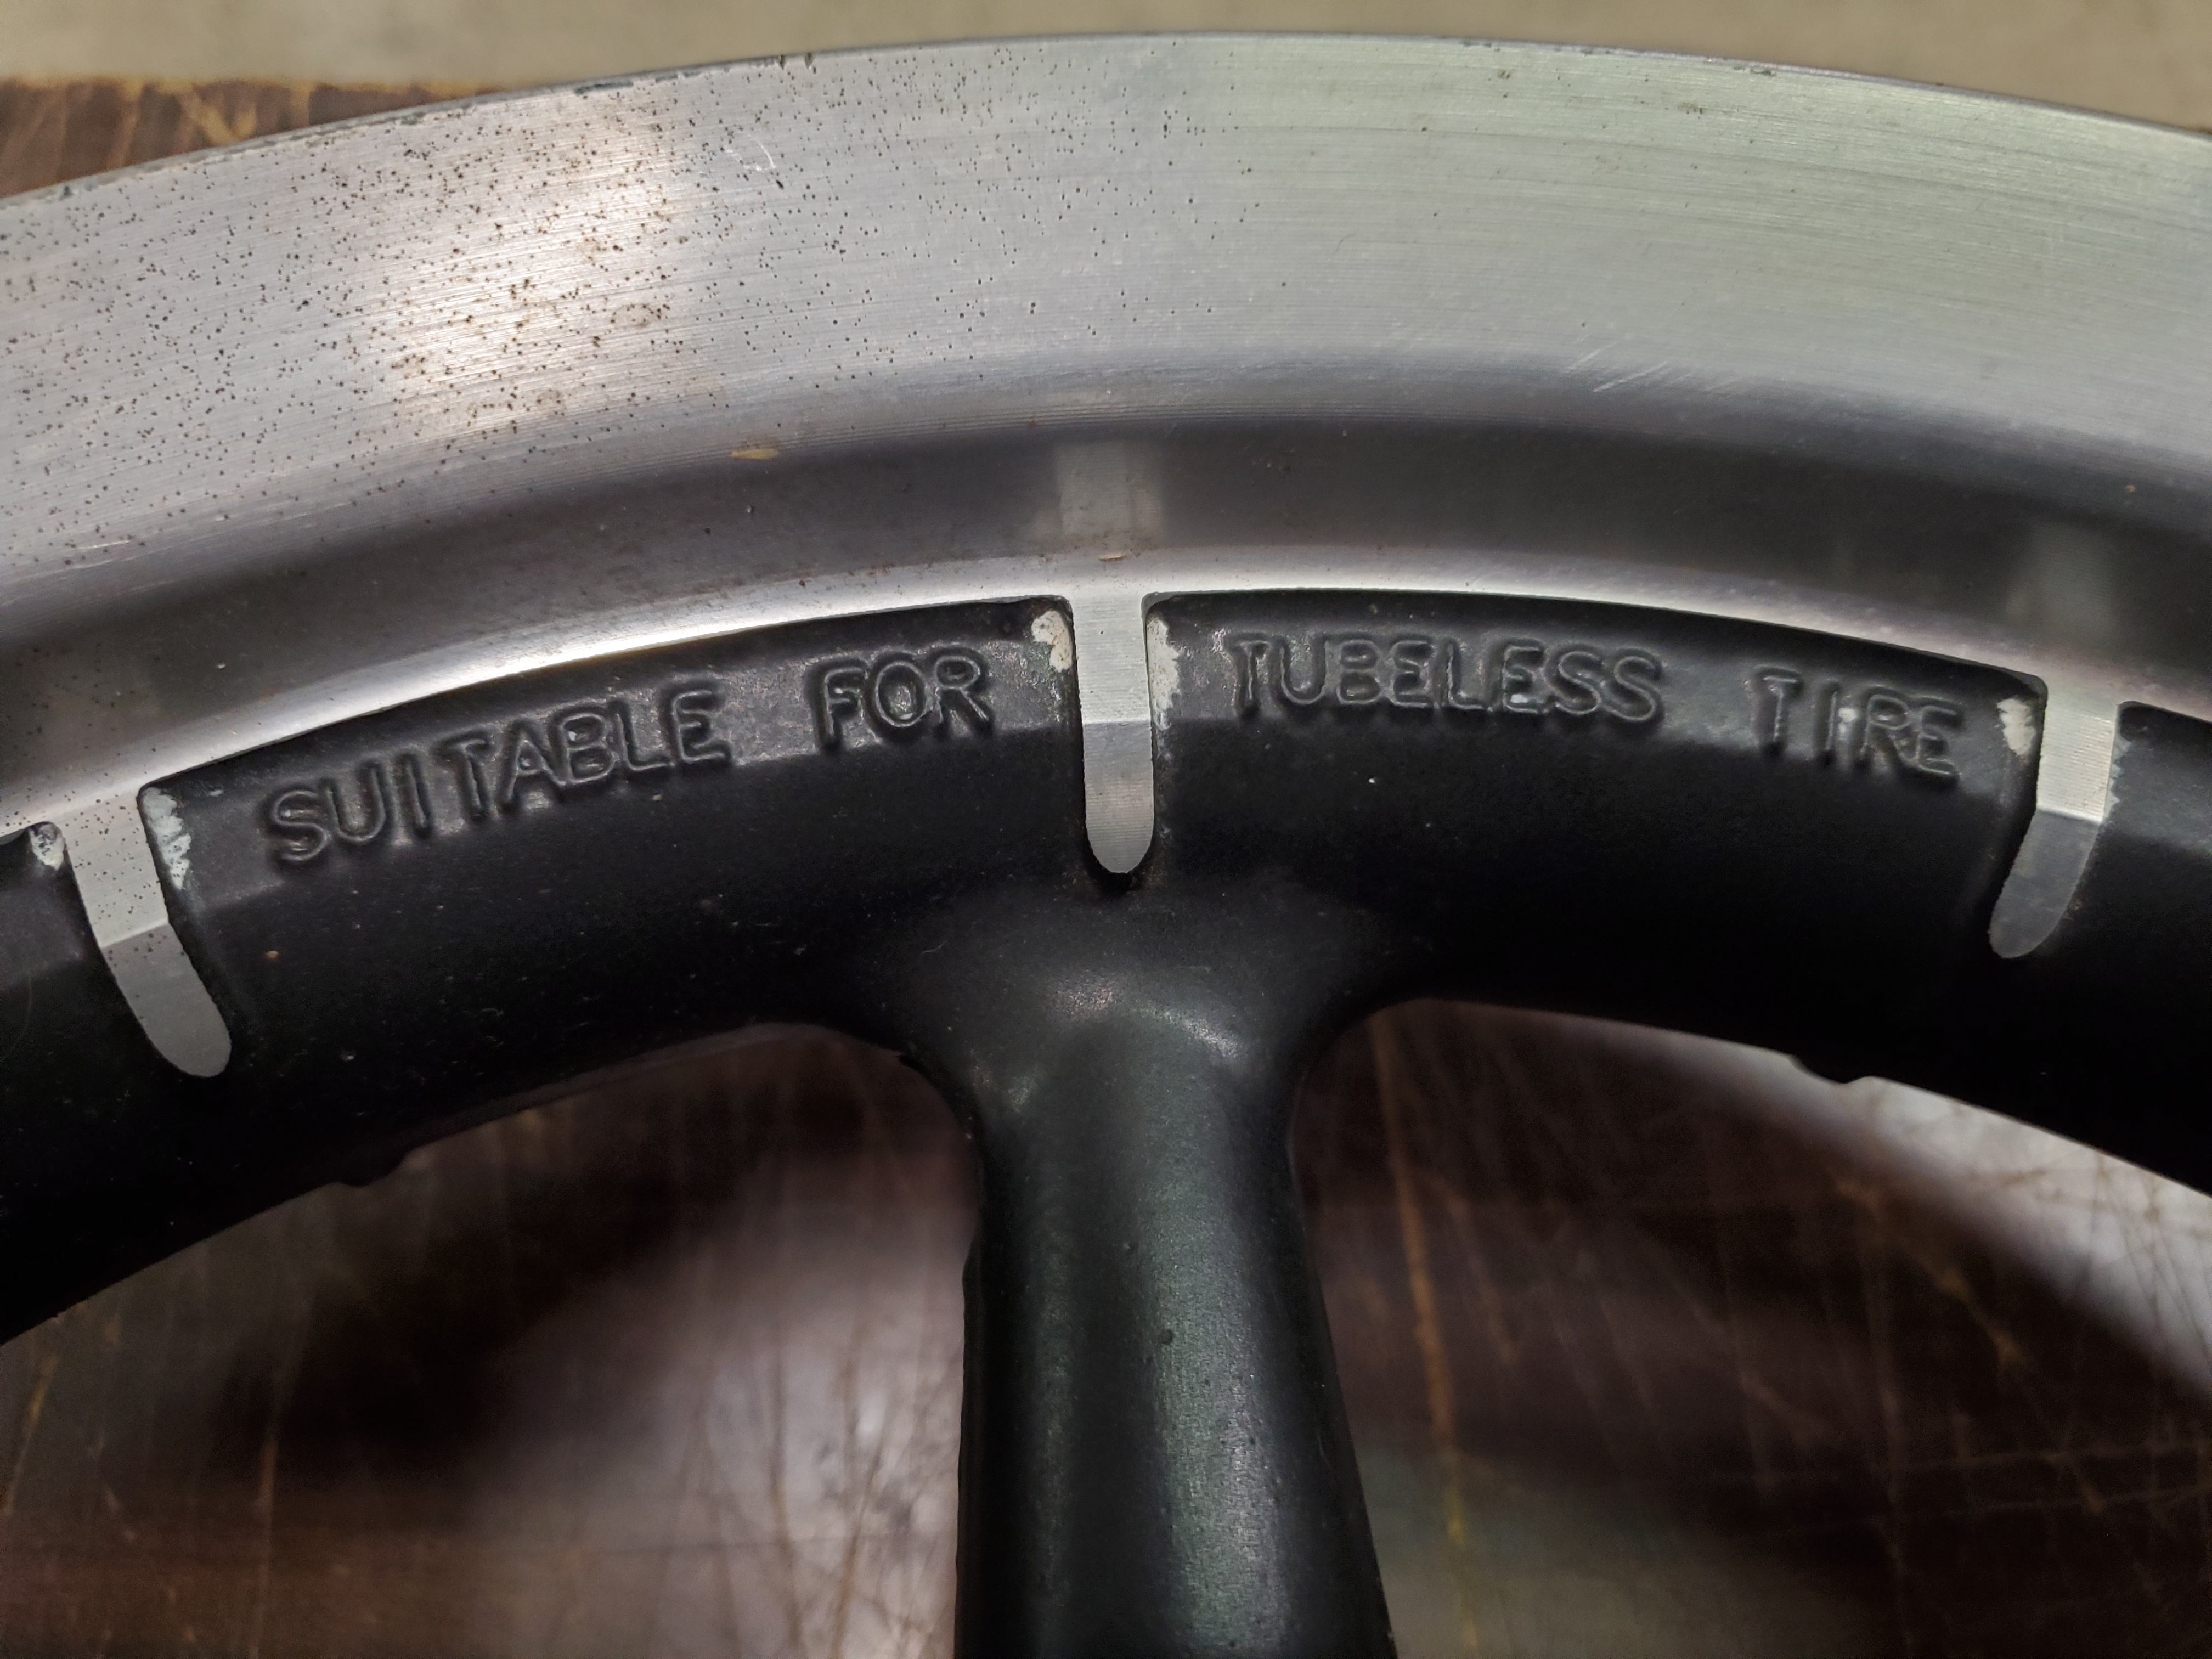 SUITABLE FOR TUBELESS TIRE